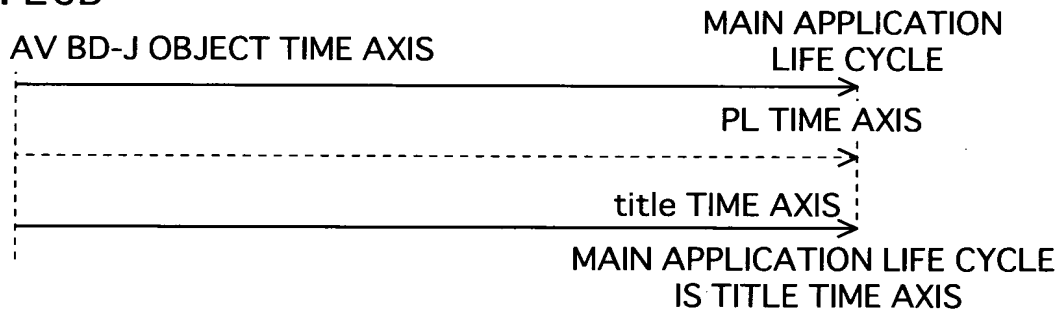 MAIN APPLICATION
LIFE CYCLE
AV BD-J OBJECT TIME AXIS
PL TIME AXIS
title TIME AXIS
MAIN APPLICATION LIFE CYCLE
IS TITLE TIME AXIS